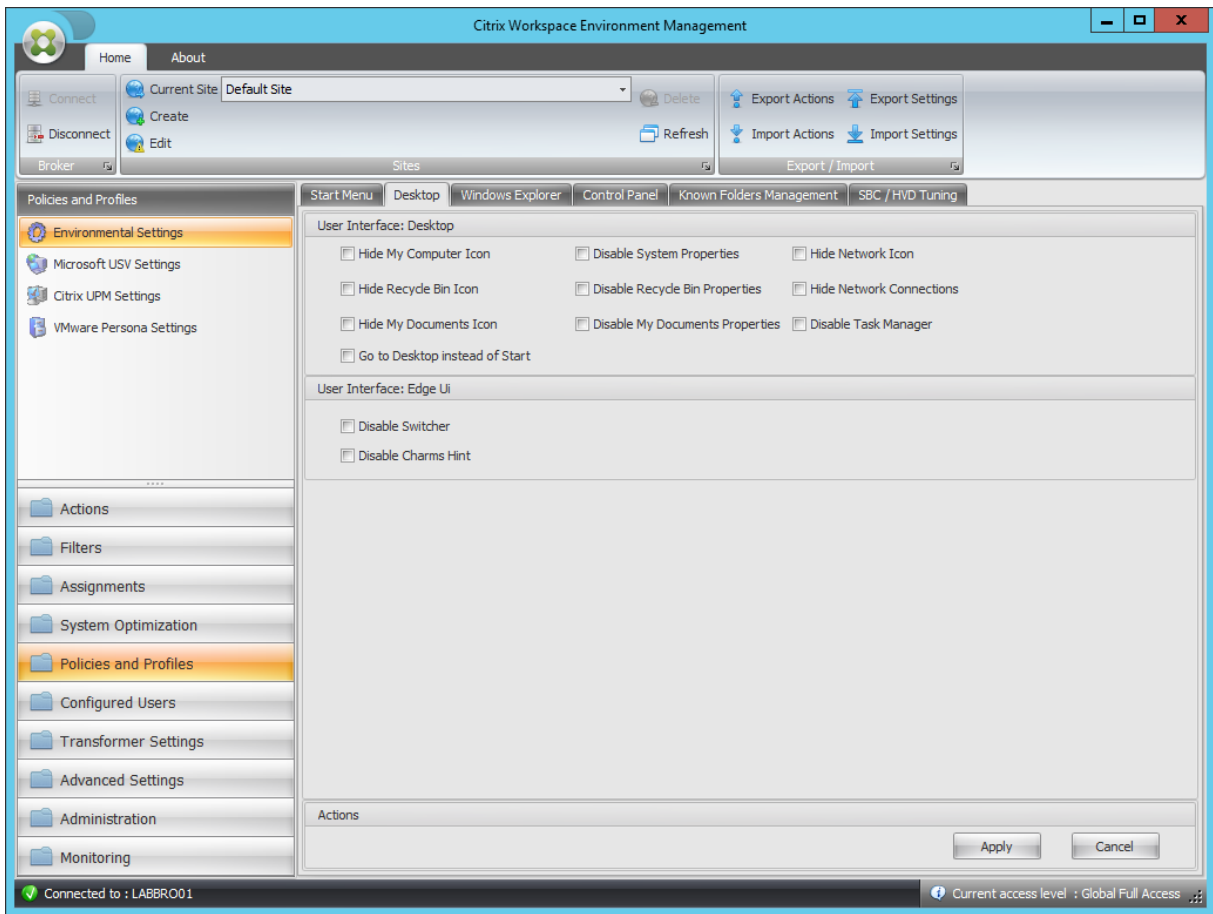 Citrix Workspace Environment Management
Home About
Connect
Disconnect
Broker
Current Site Default Site
Create
Edit
Delete
Refresh
Sites
Export Actions Export Settings
Import Actions Import Settings
Export / Import
Policies and Profiles
Environmental Settings
Microsoft USV Settings
Citrix UPM Settings
VMware Persona Settings
Actions
Filters
Assignments
System Optimization
Policies and Profiles
Configured Users
Transformer Settings
Advanced Settings
Administration
Monitoring
Start Menu Desktop Windows Explorer Control Panel Known Folders Management SBC / HVD Tuning
User Interface: Desktop
Hide My Computer Icon Disable System Properties Hide Network Icon
Hide Recycle Bin Icon Disable Recycle Bin Properties Hide Network Connections
Hide My Documents Icon Disable My Documents Properties Disable Task Manager
Go to Desktop instead of Start
User Interface: Edge Ui
Disable Switcher
Disable Charms Hint
Actions
Apply Cancel
Connected to : LABBRO01 Current access level : Global Full Access